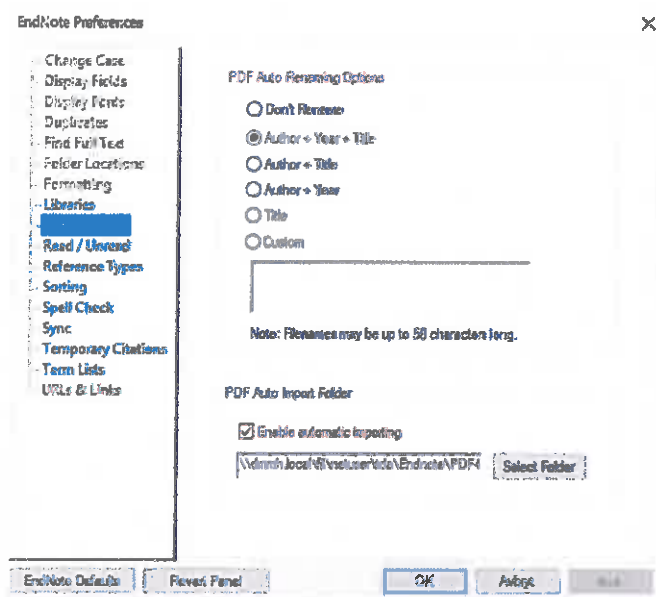 EndNote Preferences
Change Case
Display Fields
Display Fonts
Duplicates
Find Full Text
Folder Locations
Formatting
Libraries
Read / Unread
Reference Types
Sorting
Spell Check
Sync
Temporary Citations
Term Lists
URLs & Links
PDF Auto Renaming Options
Don't Rename
Author + Year + Title
Author + Title
Author + Year
Title
Custom
Note: Filenames may be up to 50 characters long.
PDF Auto Import Folder
Enable automatic importing
Select Folder
EndNote Defaults
Revert Panel
OK